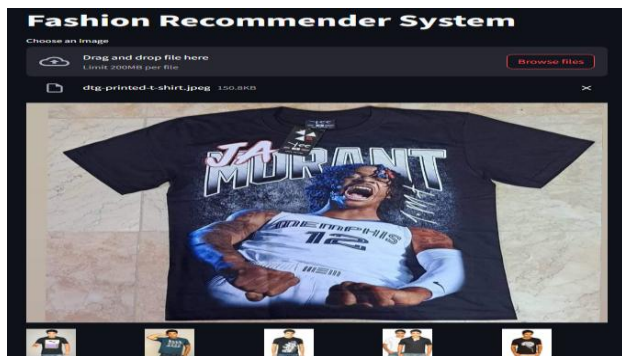 Fashion Recommender System
Choose an image
Drag and drop file here
Limit 200MB per file
Browse files
dtg-printed-t-shirt.jpeg 150.8KB
JA
MORANT
MEMPHIS
12
MEM